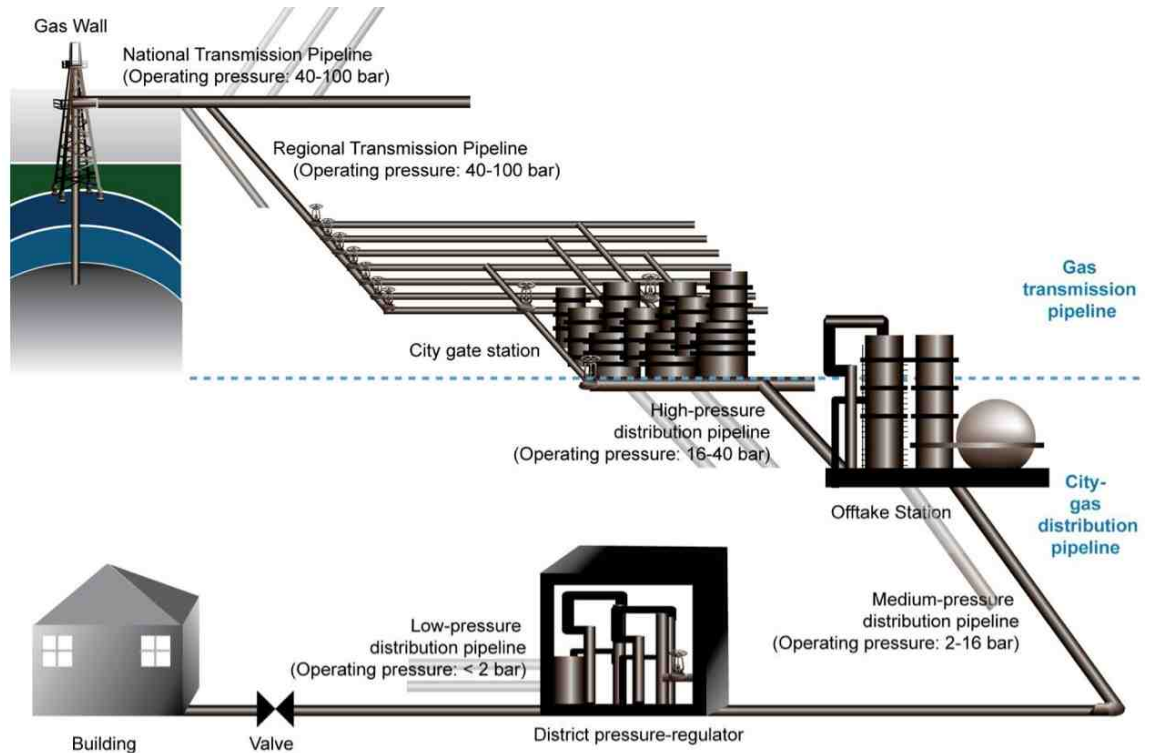 Gas Wall
National Transmission Pipeline
(Operating pressure: 40-100 bar)
Regional Transmission Pipeline
(Operating pressure: 40-100 bar)
Gas
transmission
pipeline
City gate station
High-pressure
distribution pipeline
(Operating pressure: 16-40 bar)
City-
gas
distribution
pipeline
Offtake Station
Medium-pressure
distribution pipeline
(Operating pressure: 2-16 bar)
Low-pressure
distribution pipeline
(Operating pressure: < 2 bar)
Building
Valve
District pressure-regulator